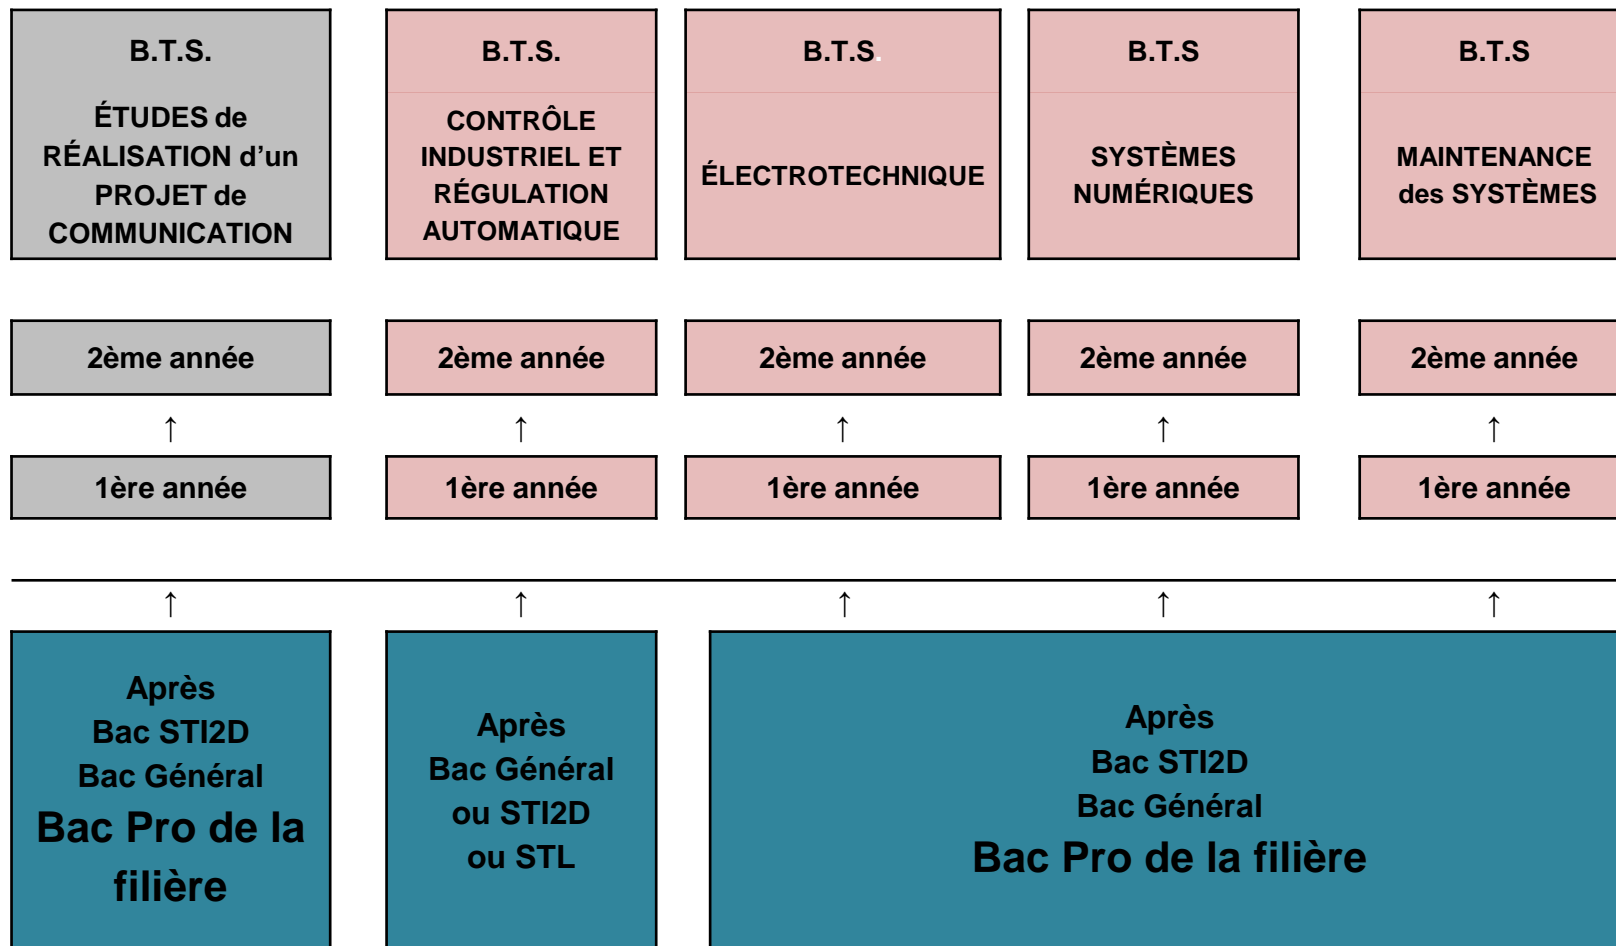 B.T.S.
ÉTUDES de
RÉALISATION d'un
PROJET de
COMMUNICATION
B.T.S.
CONTRÔLE
INDUSTRIEL ET
RÉGULATION
AUTOMATIQUE
B.T.S.
ÉLECTROTECHNIQUE
B.T.S
SYSTÈMES
NUMÉRIQUES
B.T.S
MAINTENANCE
des SYSTÈMES
2ème année
2ème année
2ème année
2ème année
2ème année
↑
↑
↑
↑
↑
1ère année
1ère année
1ère année
1ère année
1ère année
↑
↑
↑
↑
↑
Après
Bac STI2D
Bac Général
Bac Pro de la
filière
Après
Bac Général
ou STI2D
ou STL
Après
Bac STI2D
Bac Général
Bac Pro de la filière